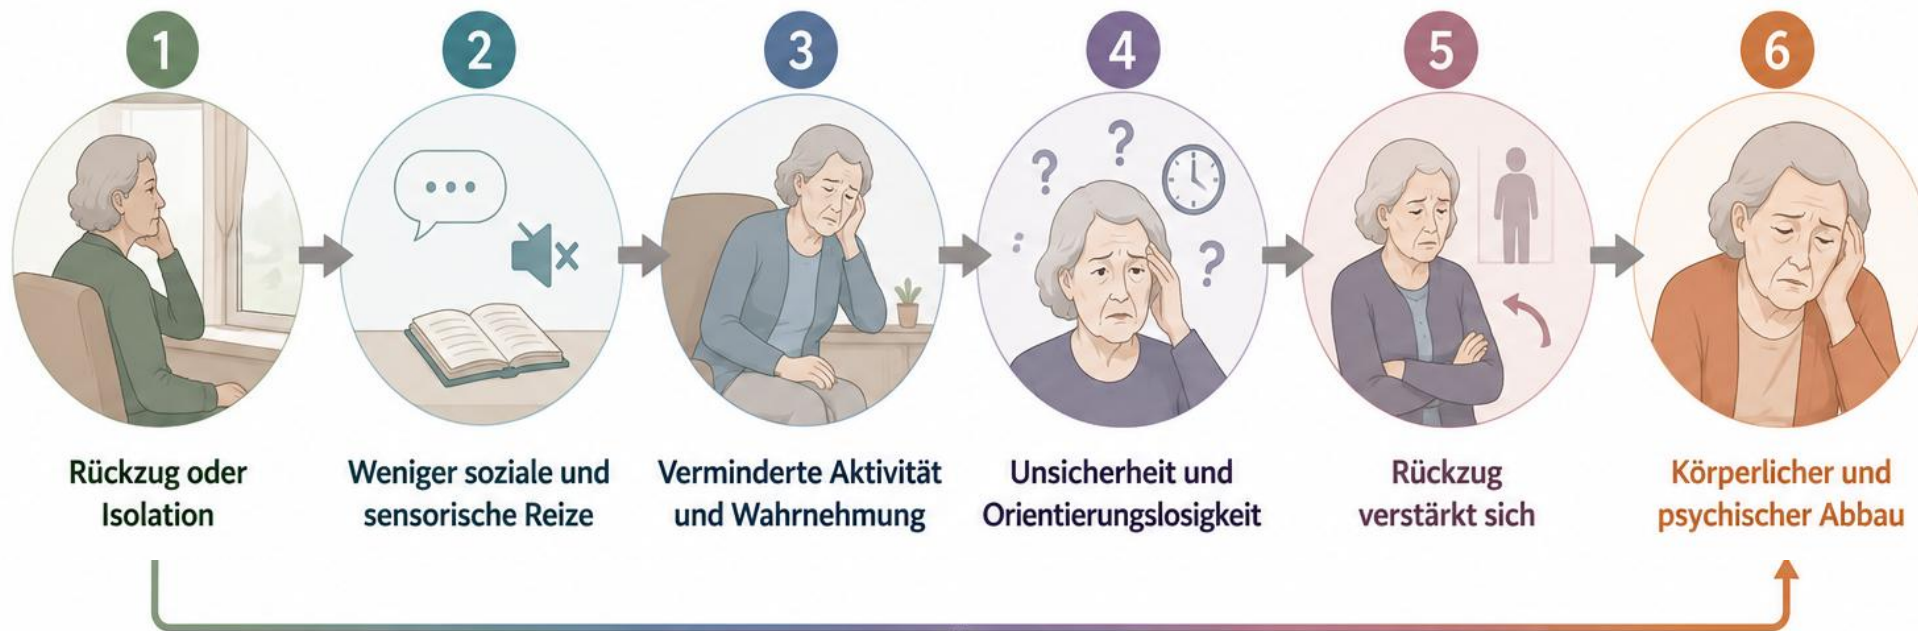 1
2
3
4
5
6
Rückzug oder
Isolation
Weniger soziale und
sensorische Reize
Verminderte Aktivität
und Wahrnehmung
Unsicherheit und
Orientierungslosigkeit
Rückzug
verstärkt sich
Körperlicher und
psychischer Abbau